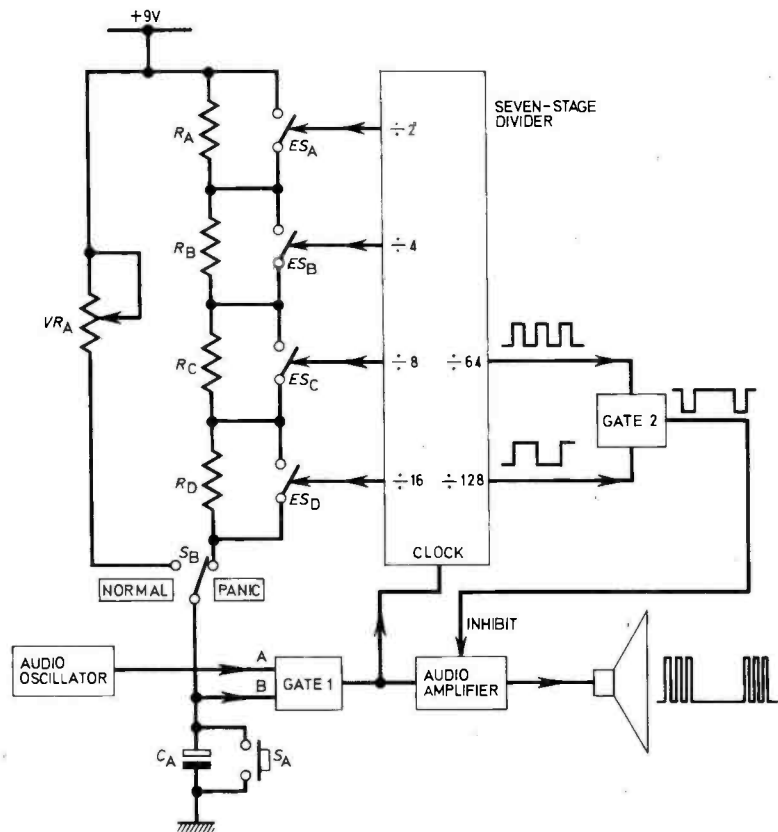 +9V
SEVEN-STAGE
DIVIDER
RA
ESA
÷2
RB
ESB
÷4
VRA
RC
ESC
÷8
÷64
GATE 2
RD
ESD
÷16
÷128
SB
CLOCK
NORMAL
PANIC
INHIBIT
AUDIO
OSCILLATOR
A
B
GATE 1
AUDIO
AMPLIFIER
CA
SA